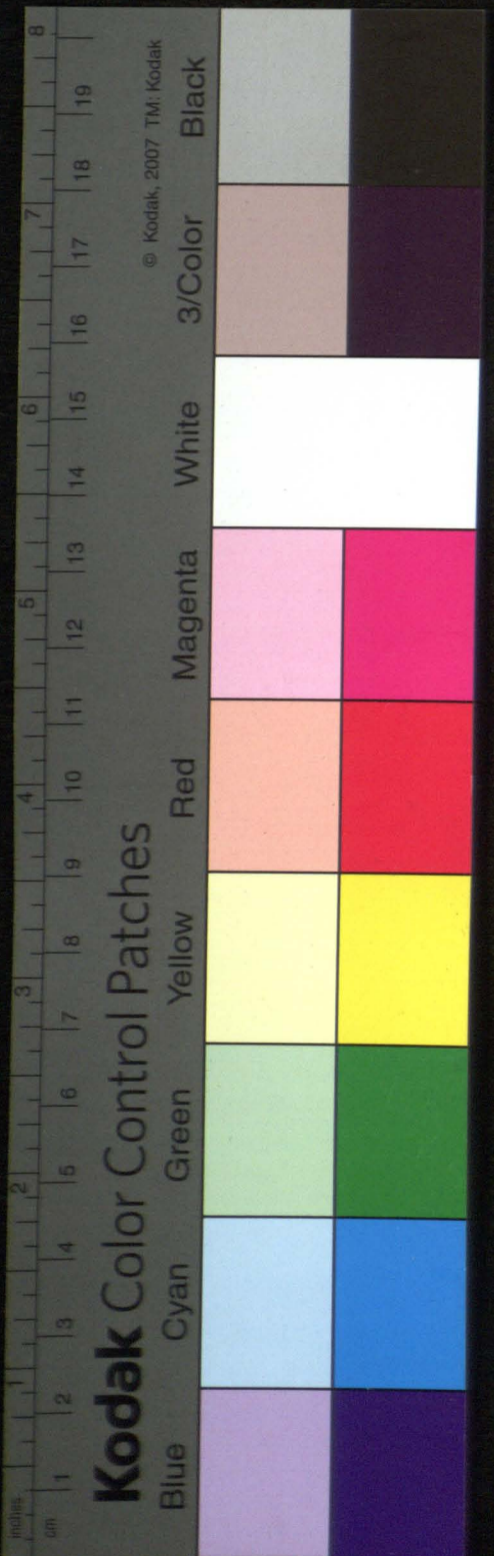 Kodak Color Control Patches
© Kodak, 2007 TM: Kodak
Blue Cyan Green Yellow Red Magenta White 3/Color Black
inches 1 2 3 4 5 6 7 8
cm 1 2 3 4 5 6 7 8 9 10 11 12 13 14 15 16 17 18 19